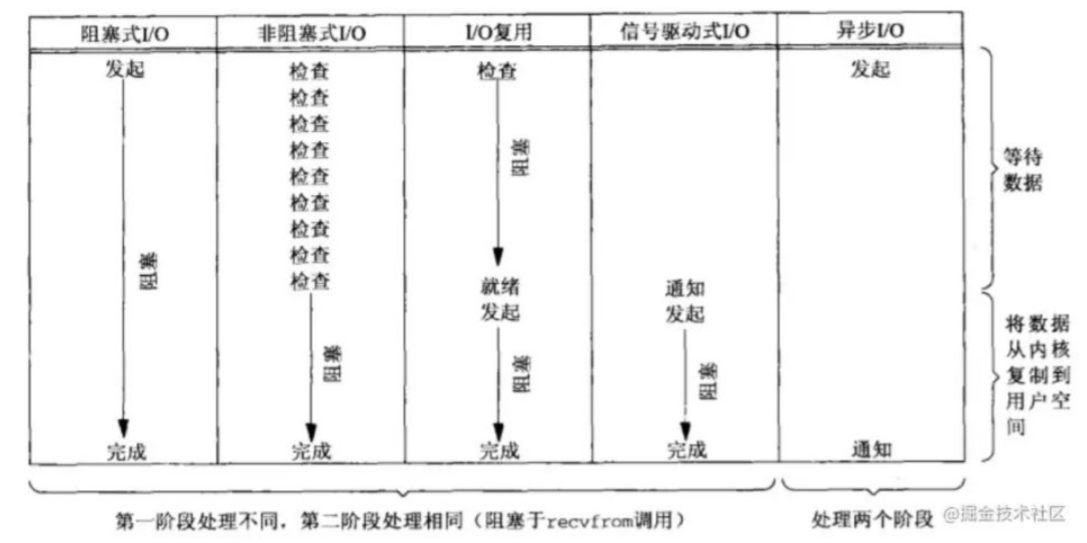 阻塞式I/O 非阻塞式I/O I/O复用 信号驱动式I/O 异步I/O
发起 检查 检查 发起
检查
检查
检查
检查
检查
检查
检查
检查
阻塞
阻塞
就绪 通知
发起 发起
阻塞
阻塞
阻塞
完成 完成 完成 完成 通知
等待
数据
将数据
从内核
复制到
用户空
间
第一阶段处理不同，第二阶段处理相同（阻塞于recvfrom调用）
处理两个阶段
@掘金技术社区